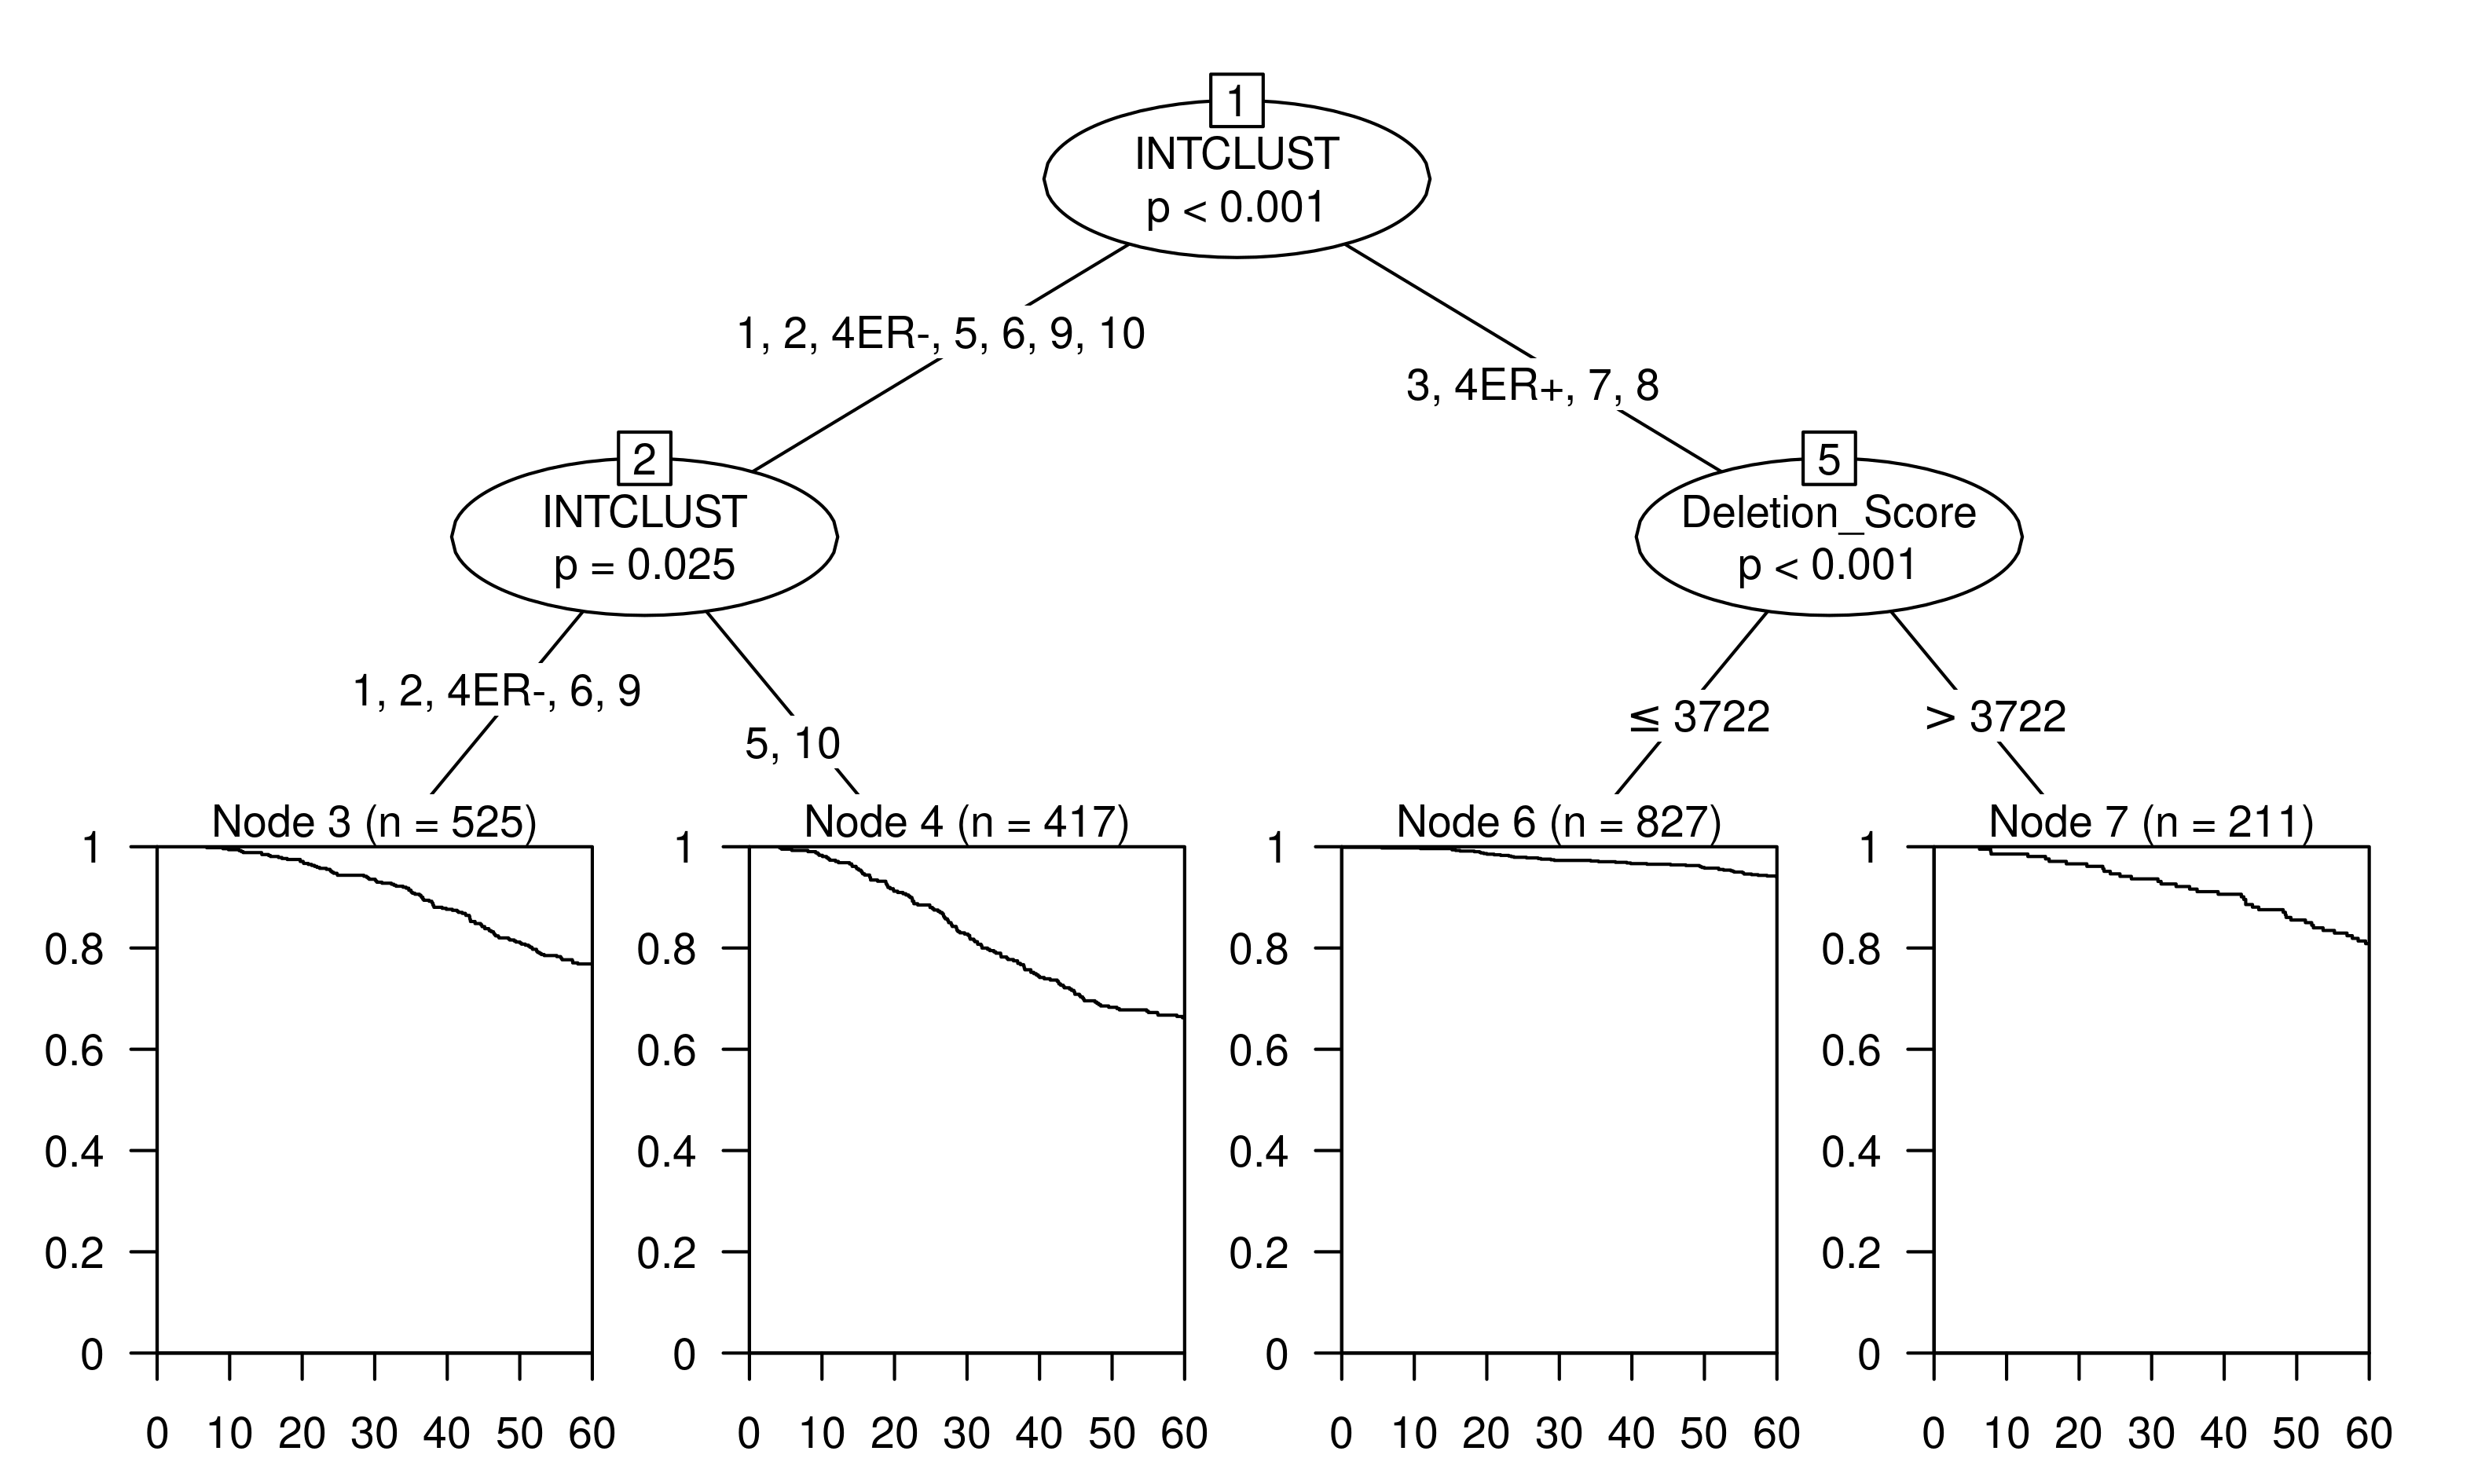 1
INTCLUST
p < 0.001
1, 2, 4ER-, 5, 6, 9, 10
3, 4ER+, 7, 8
2
INTCLUST
p = 0.025
5
Deletion_Score
p < 0.001
1, 2, 4ER-, 6, 9
5, 10
≤ 3722
> 3722
Node 3 (n = 525)
1
0.8
0.6
0.4
0.2
0
0 10 20 30 40 50 60
Node 4 (n = 417)
1
0.8
0.6
0.4
0.2
0
0 10 20 30 40 50 60
Node 6 (n = 827)
1
0.8
0.6
0.4
0.2
0
0 10 20 30 40 50 60
Node 7 (n = 211)
1
0.8
0.6
0.4
0.2
0
0 10 20 30 40 50 60